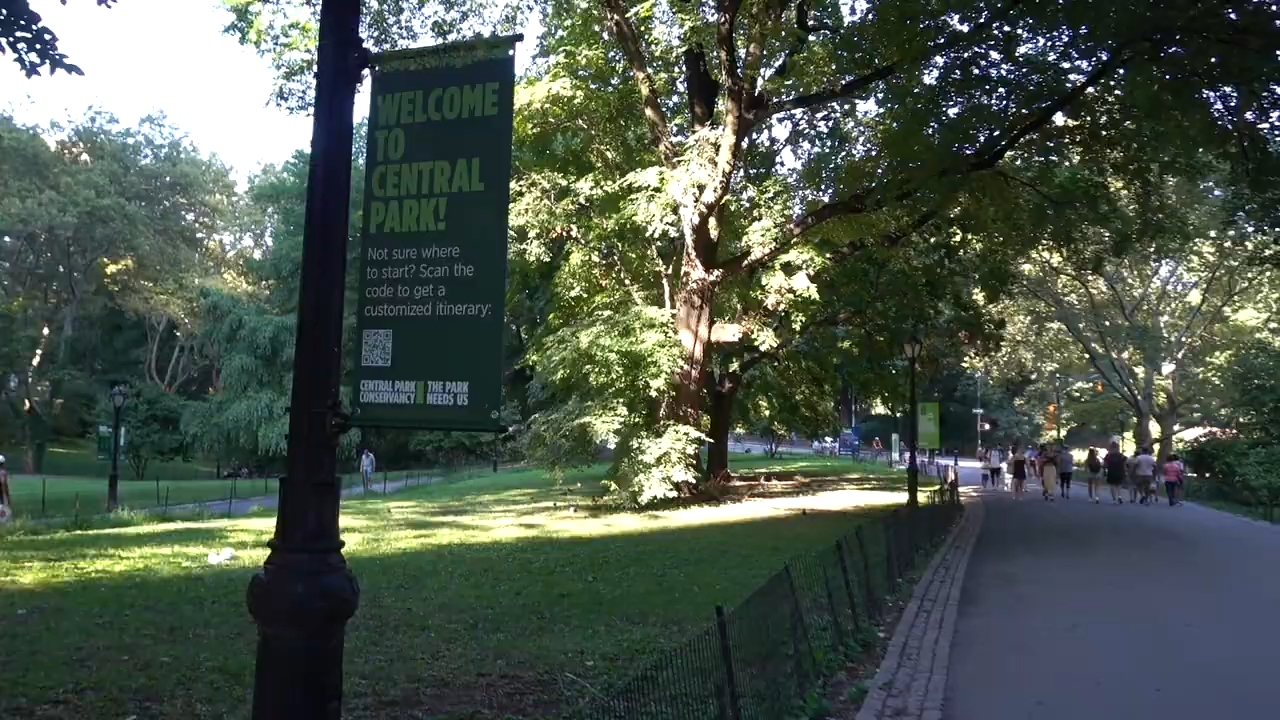 WELCOME
TO
CENTRAL
PARK!
Not sure where
to start? Scan the
code to get a
customized itinerary:
CENTRAL PARK THE PARK
CONSERVANCY NEEDS US